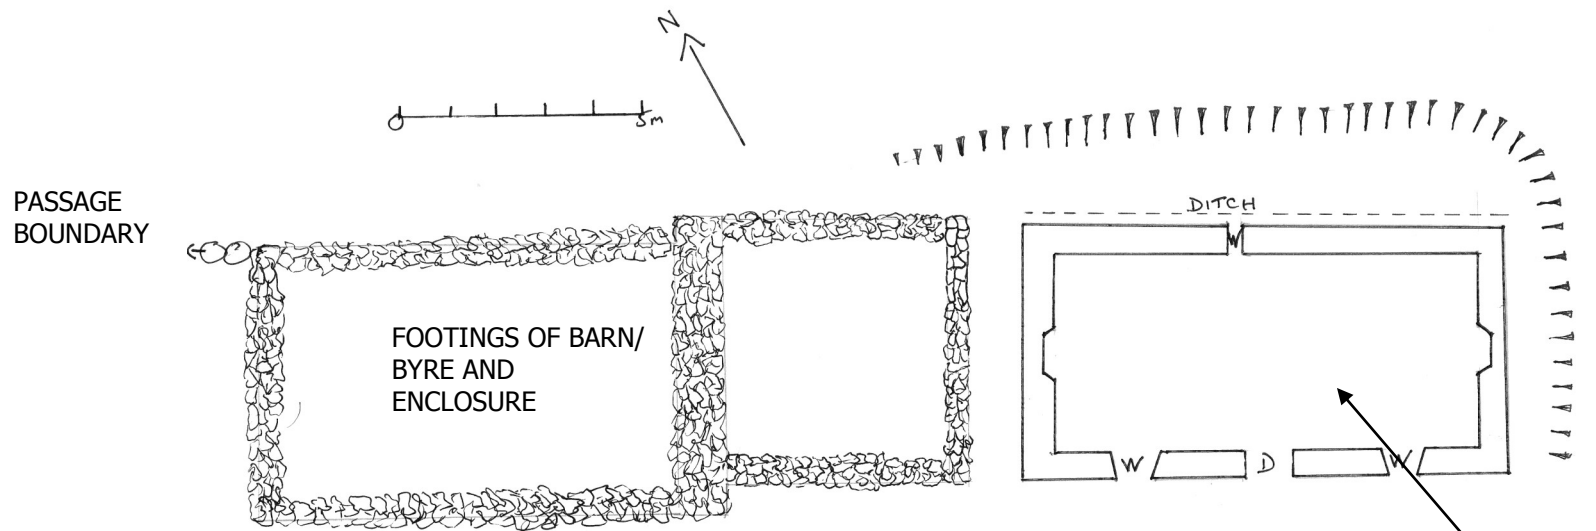 N
0 5m
PASSAGE
BOUNDARY
DITCH
W
FOOTINGS OF BARN/
BYRE AND
ENCLOSURE
W D W